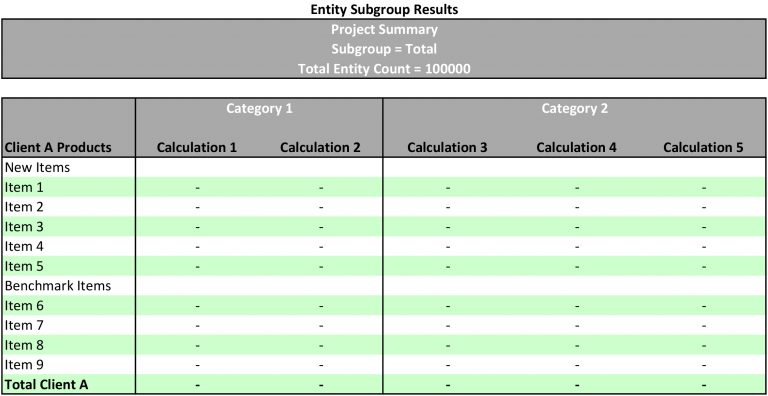 Entity Subgroup Results
Project Summary
Subgroup = Total
Total Entity Count = 100000
Category 1 Category 2
Client A Products Calculation 1 Calculation 2 Calculation 3 Calculation 4 Calculation 5
New Items
Item 1 - - - - -
Item 2 - - - - -
Item 3 - - - - -
Item 4 - - - - -
Item 5 - - - - -
Benchmark Items
Item 6 - - - - -
Item 7 - - - - -
Item 8 - - - - -
Item 9 - - - - -
Total Client A - - - - -